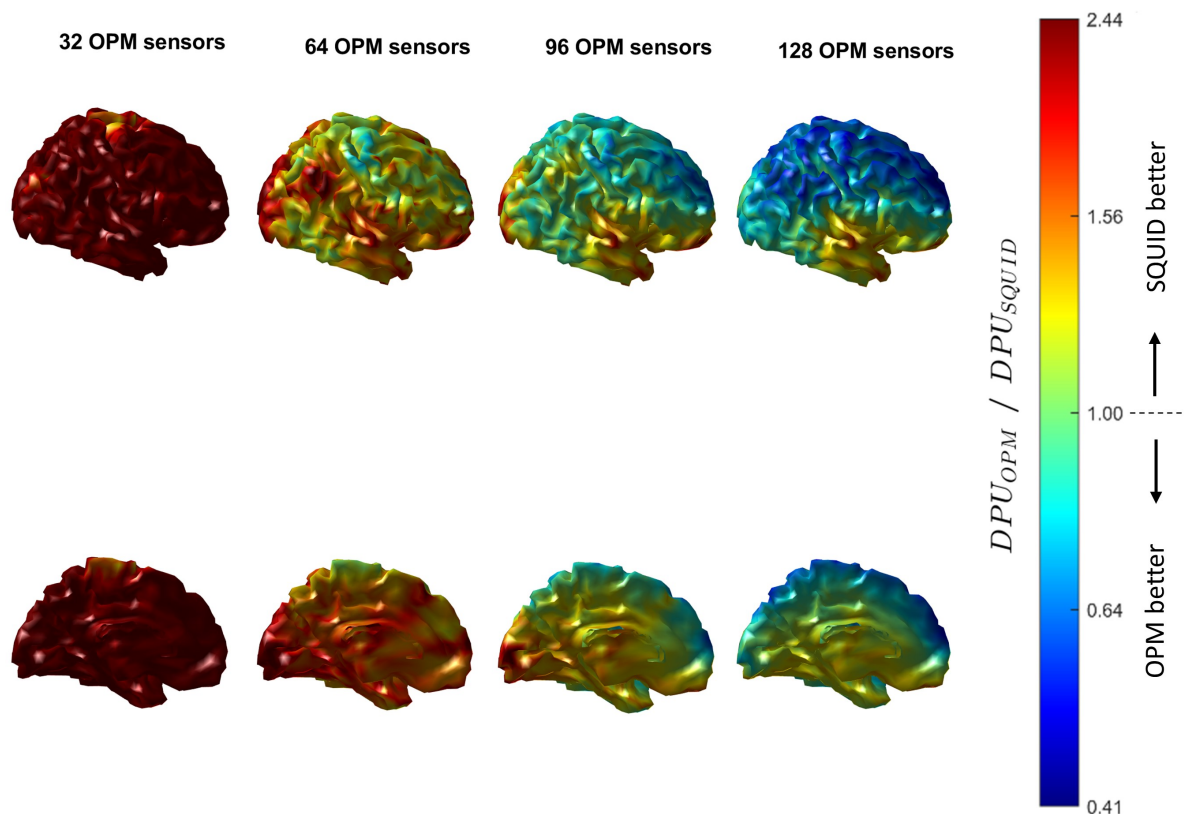 32 OPM sensors
64 OPM sensors
96 OPM sensors
128 OPM sensors
DPU_OPM / DPU_SQUID
2.44
1.56
1.00
0.64
0.41
SQUID better
OPM better